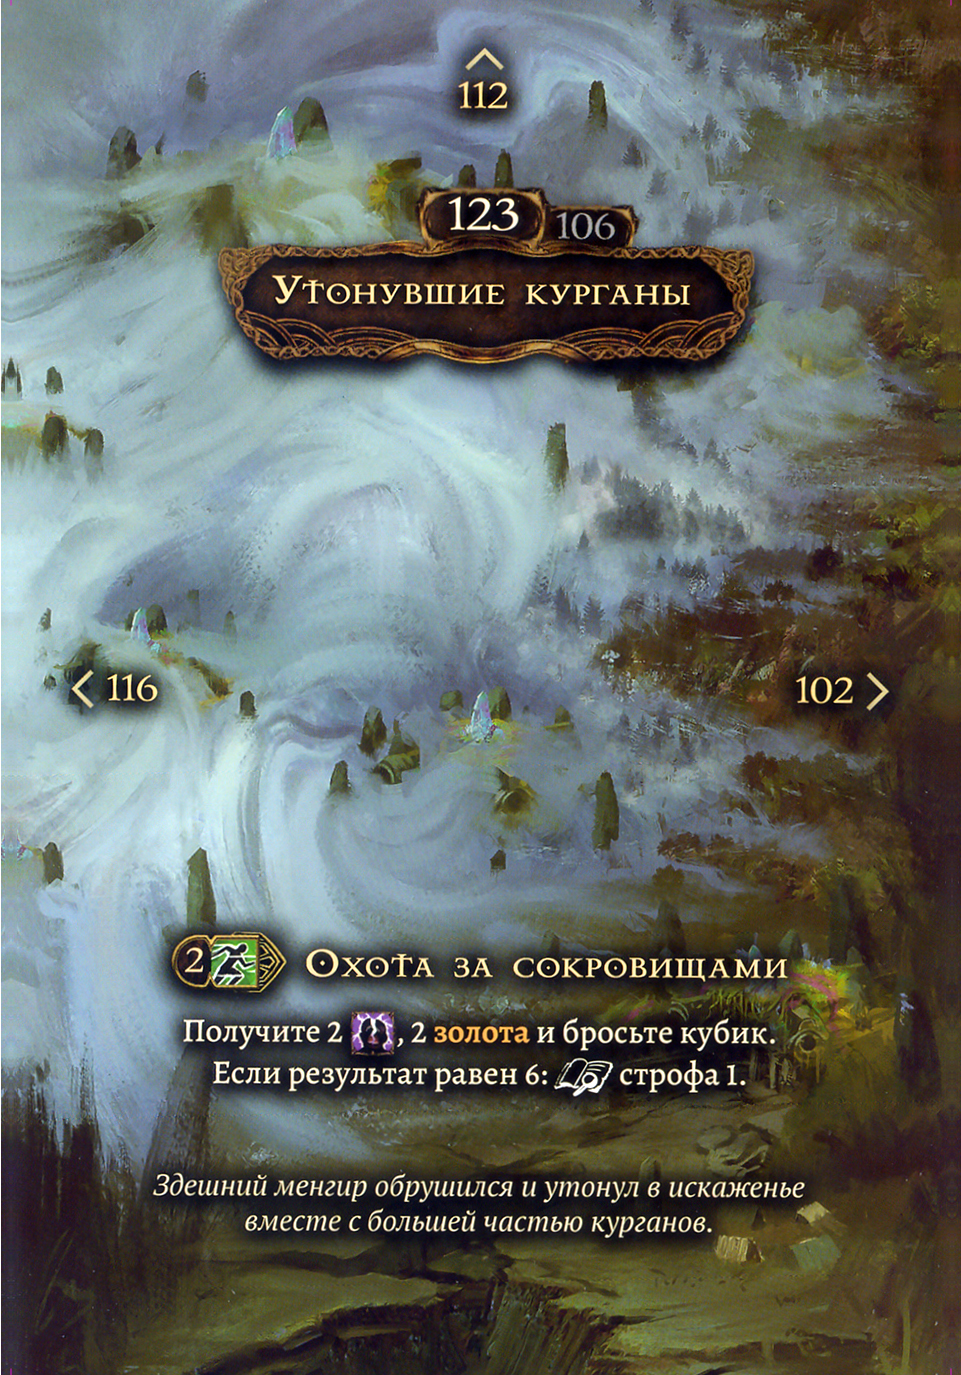 112
123 106
Утонувшие курганы
116
102
2 Охота за сокровищами
Получите 2 , 2 золота и бросьте кубик.
Если результат равен 6: строфа 1.
Здешний менгир обрушился и утонул в искаженье
вместе с большей частью курганов.